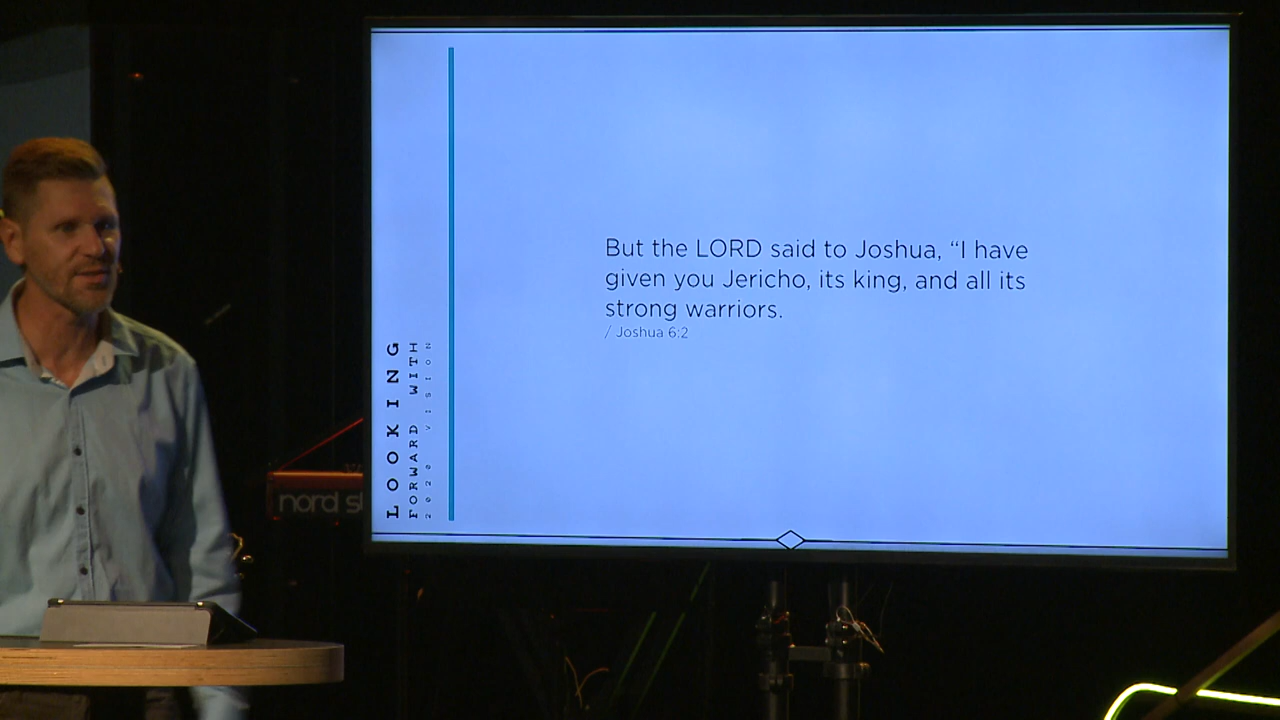 But the LORD said to Joshua, “I have
given you Jericho, its king, and all its
strong warriors.
/ Joshua 6:2
LOOKING
FORWARD WITH
2020 VISION
nord